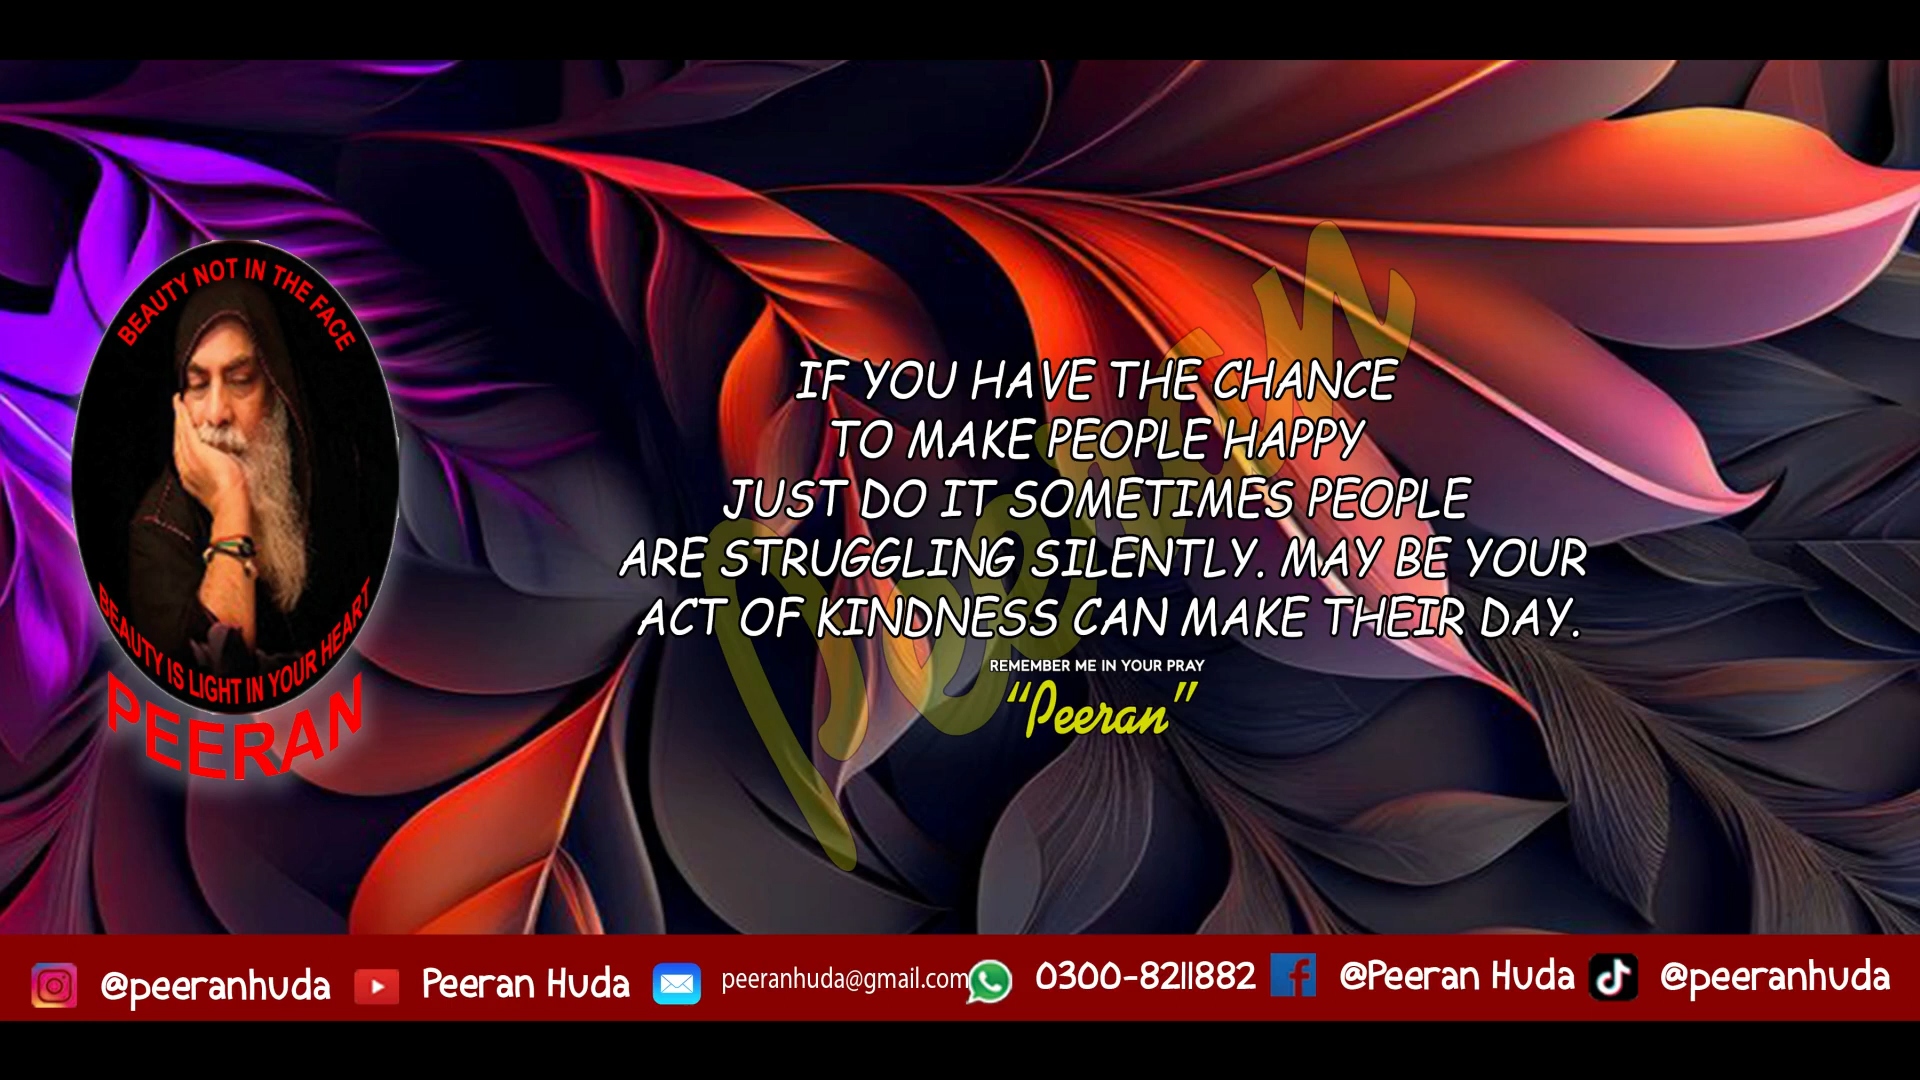 BEAUTY NOT IN THE FACE
BEAUTY IS LIGHT IN YOUR HEART
PEERAN
IF YOU HAVE THE CHANCE
TO MAKE PEOPLE HAPPY
JUST DO IT SOMETIMES PEOPLE
ARE STRUGGLING SILENTLY. MAY BE YOUR
ACT OF KINDNESS CAN MAKE THEIR DAY.
REMEMBER ME IN YOUR PRAY
"Peeran"
Peeran
@peeranhuda Peeran Huda peeranhuda@gmail.com 0300-8211882 @Peeran Huda @peeranhuda